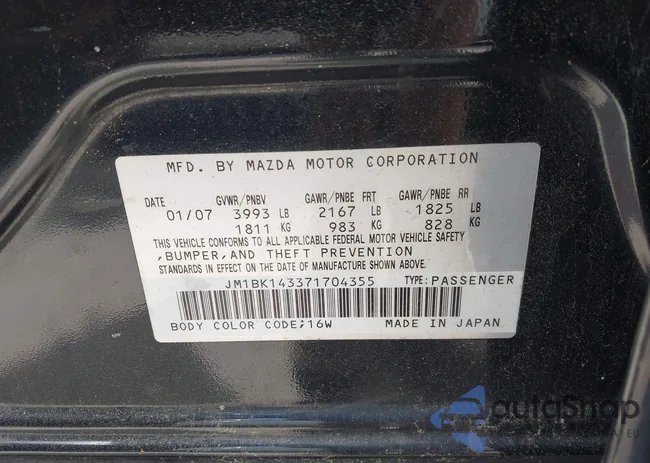 MFD. BY MAZDA MOTOR CORPORATION
DATE GVWR/PNBV GAWR/PNBE FRT GAWR/PNBE RR
01/07 3993 LB 2167 LB 1825 LB
1811 KG 983 KG 828 KG
THIS VEHICLE CONFORMS TO ALL APPLICABLE FEDERAL MOTOR VEHICLE SAFETY
,BUMPER,AND THEFT PREVENTION
STANDARDS IN EFFECT ON THE DATE OF MANUFACTURE SHOWN ABOVE.
JM1BK143371704355 TYPE:PASSENGER
BODY COLOR CODE;16W MADE IN JAPAN
autosnap